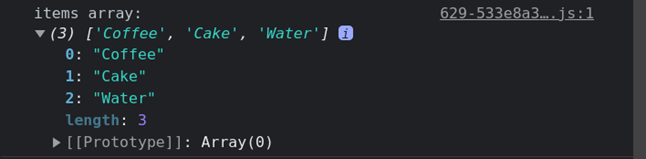 items array: 629-533e8a3….js:1
(3) ['Coffee', 'Cake', 'Water'] i
0: "Coffee"
1: "Cake"
2: "Water"
length: 3
[[Prototype]]: Array(0)